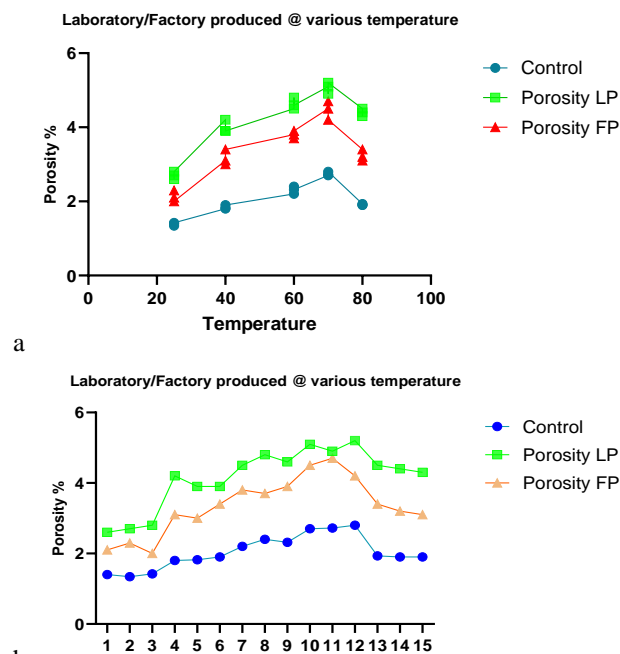 Laboratory/Factory produced @ various temperature
6
4
2
0
Porosity %
0 20 40 60 80 100
Temperature
Control
Porosity LP
Porosity FP
a
Laboratory/Factory produced @ various temperature
6
4
2
0
Porosity %
1 2 3 4 5 6 7 8 9 10 11 12 13 14 15
Control
Porosity LP
Porosity FP